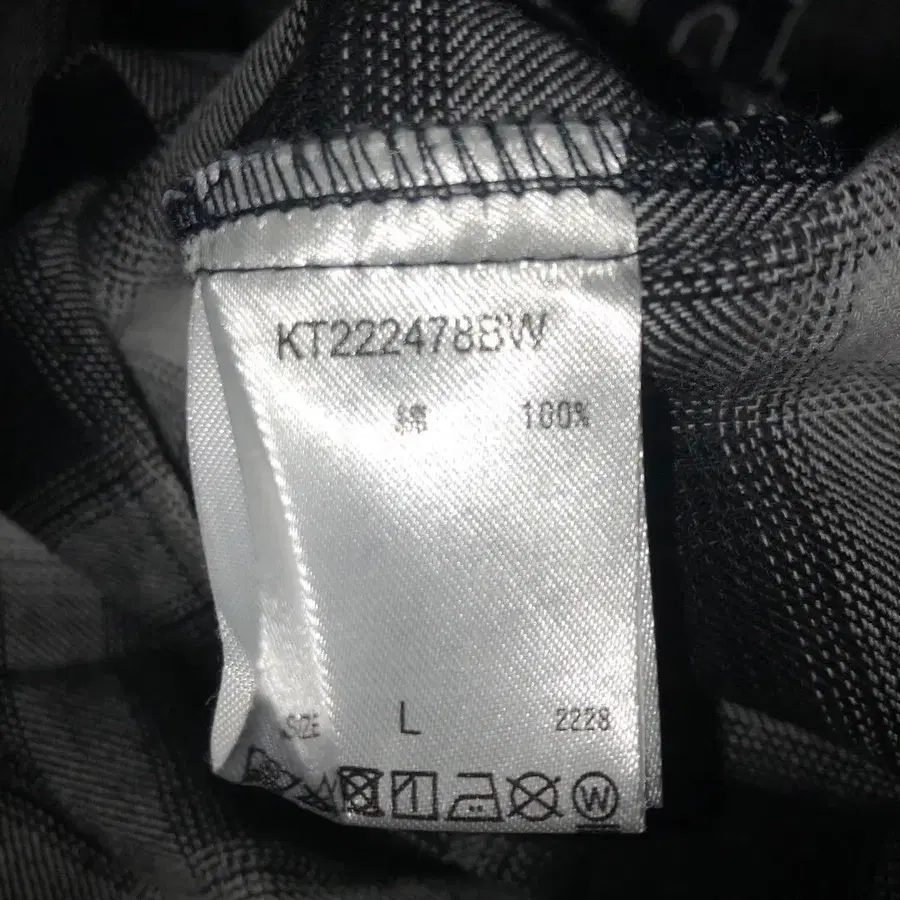 KT222478BW
綿 100%
SIZE L 2228
W